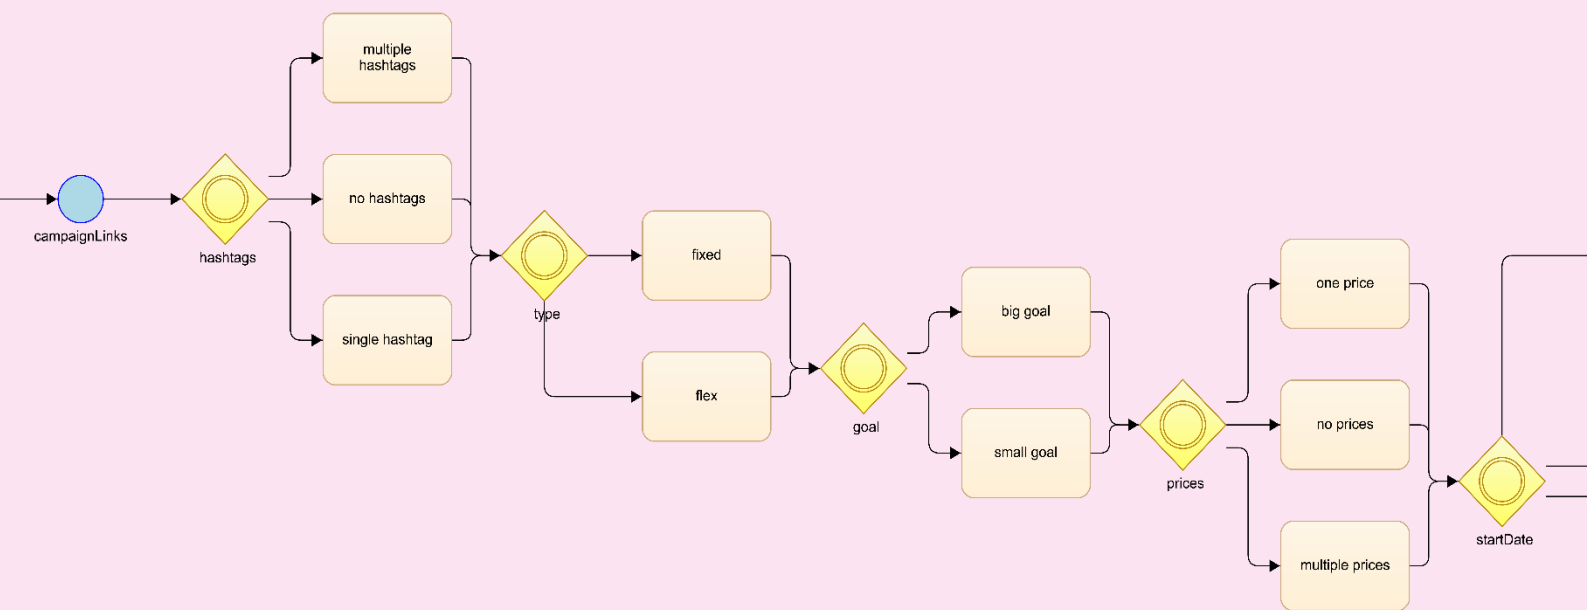 campaignLinks
hashtags
multiple
hashtags
no hashtags
single hashtag
type
fixed
flex
goal
big goal
small goal
prices
one price
no prices
multiple prices
startDate